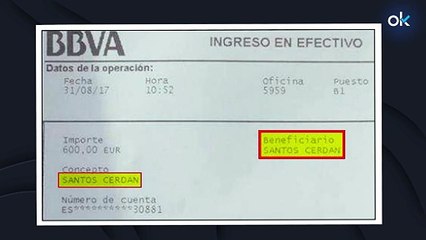 ok
BBVA INGRESO EN EFECTIVO
Datos de la operación:
Fecha Hora Oficina Puesto
31/08/17 10:52 5959 81
Importe Beneficiario
600,00 EUR SANTOS CERDAN
Concepto
SANTOS CERDAN
Número de cuenta
ES**********30881